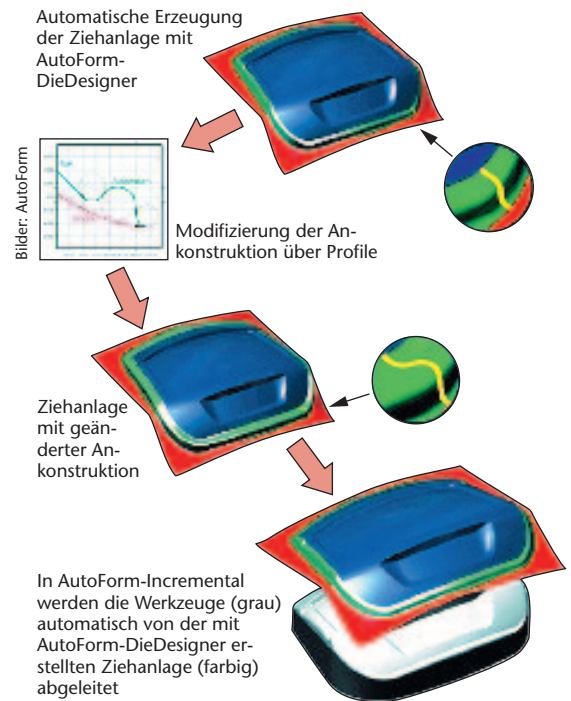 Automatische Erzeugung
der Ziehanlage mit
AutoForm-
DieDesigner
Bilder: AutoForm
Modifizierung der An-
konstruktion über Profile
Ziehanlage
mit geän-
derter An-
konstruktion
In AutoForm-Incremental
werden die Werkzeuge (grau)
automatisch von der mit
AutoForm-DieDesigner er-
stellten Ziehanlage (farbig)
abgeleitet